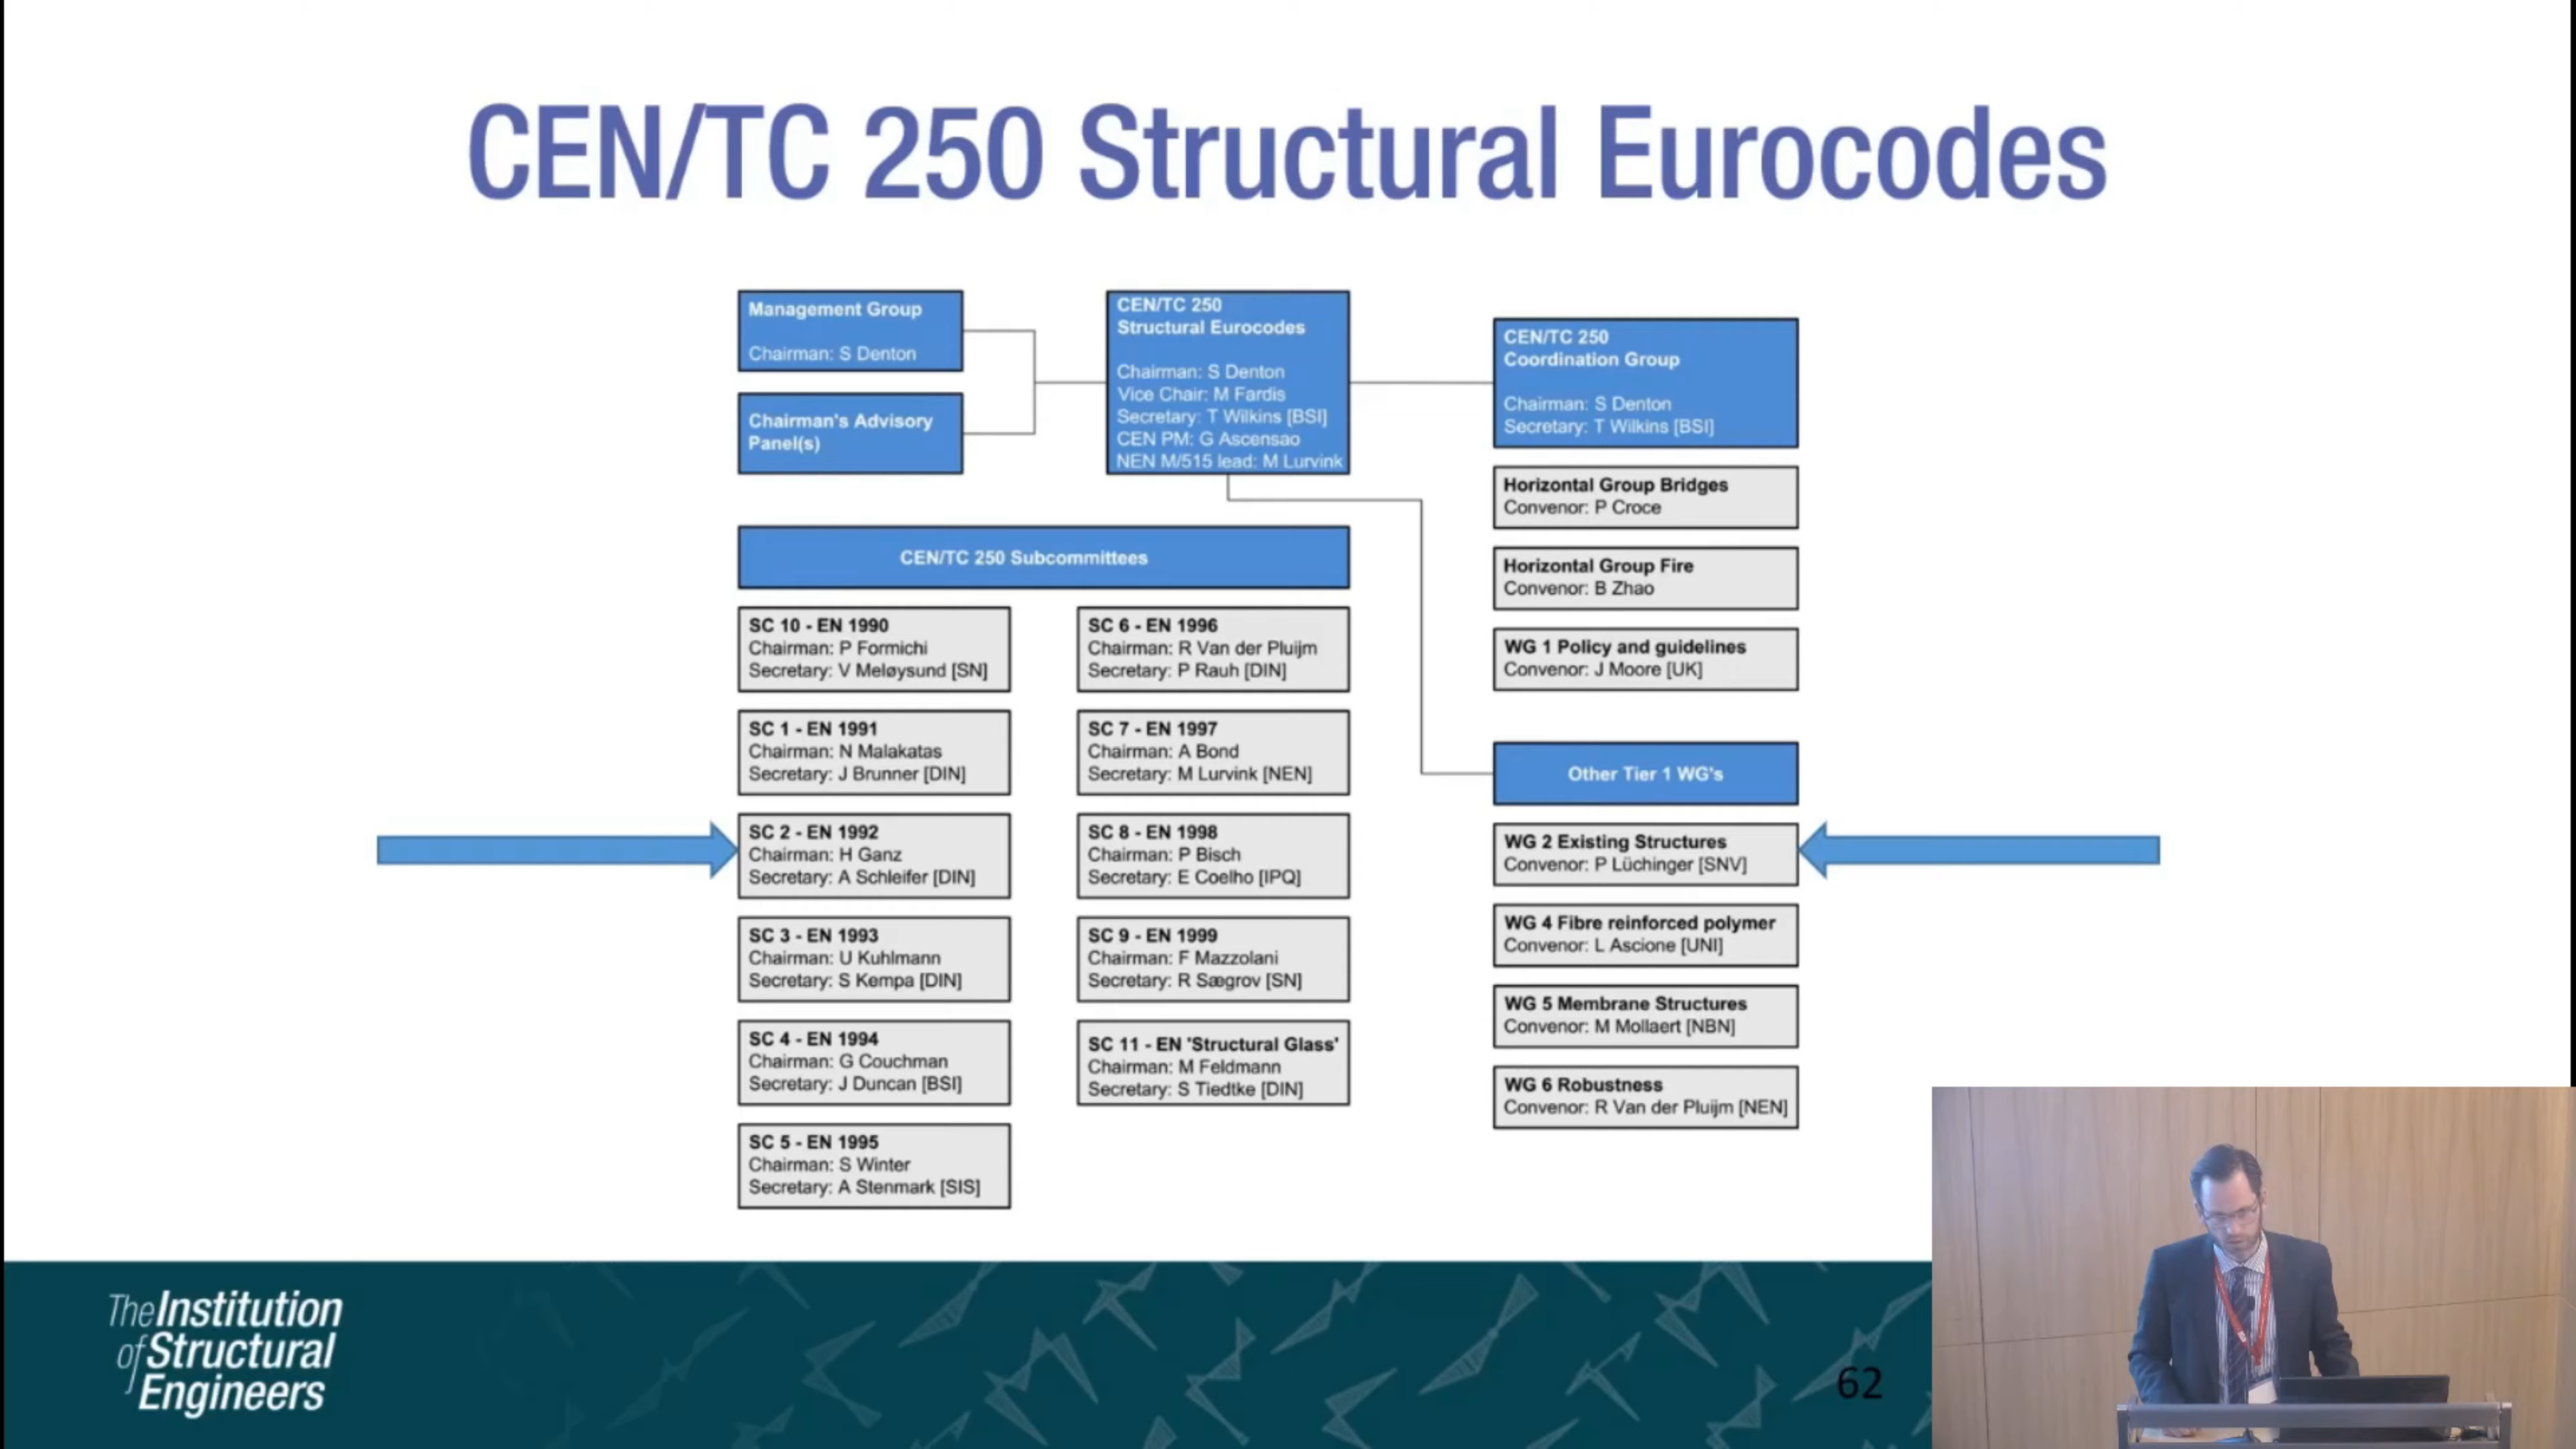 CEN/TC 250 Structural Eurocodes
Management Group
Chairman: S Denton
Chairman's Advisory
Panel(s)
CEN/TC 250
Structural Eurocodes
Chairman: S Denton
Vice Chair: M Fardis
Secretary: T Wilkins [BSI]
CEN PM: G Ascensao
NEN M/515 lead: M Lurvink
CEN/TC 250
Coordination Group
Chairman: S Denton
Secretary: T Wilkins [BSI]
Horizontal Group Bridges
Convenor: P Croce
Horizontal Group Fire
Convenor: B Zhao
WG 1 Policy and guidelines
Convenor: J Moore [UK]
CEN/TC 250 Subcommittees
SC 10 - EN 1990
Chairman: P Formichi
Secretary: V Meløysund [SN]
SC 1 - EN 1991
Chairman: N Malakatas
Secretary: J Brunner [DIN]
SC 2 - EN 1992
Chairman: H Ganz
Secretary: A Schleifer [DIN]
SC 3 - EN 1993
Chairman: U Kuhlmann
Secretary: S Kempa [DIN]
SC 4 - EN 1994
Chairman: G Couchman
Secretary: J Duncan [BSI]
SC 5 - EN 1995
Chairman: S Winter
Secretary: A Stenmark [SIS]
SC 6 - EN 1996
Chairman: R Van der Pluijm
Secretary: P Rauh [DIN]
SC 7 - EN 1997
Chairman: A Bond
Secretary: M Lurvink [NEN]
SC 8 - EN 1998
Chairman: P Bisch
Secretary: E Coelho [IPQ]
SC 9 - EN 1999
Chairman: F Mazzolani
Secretary: R Sægrov [SN]
SC 11 - EN 'Structural Glass'
Chairman: M Feldmann
Secretary: S Tiedtke [DIN]
Other Tier 1 WG's
WG 2 Existing Structures
Convenor: P Lüchinger [SNV]
WG 4 Fibre reinforced polymer
Convenor: L Ascione [UNI]
WG 5 Membrane Structures
Convenor: M Mollaert [NBN]
WG 6 Robustness
Convenor: R Van der Pluijm [NEN]
The Institution
of Structural
Engineers
62